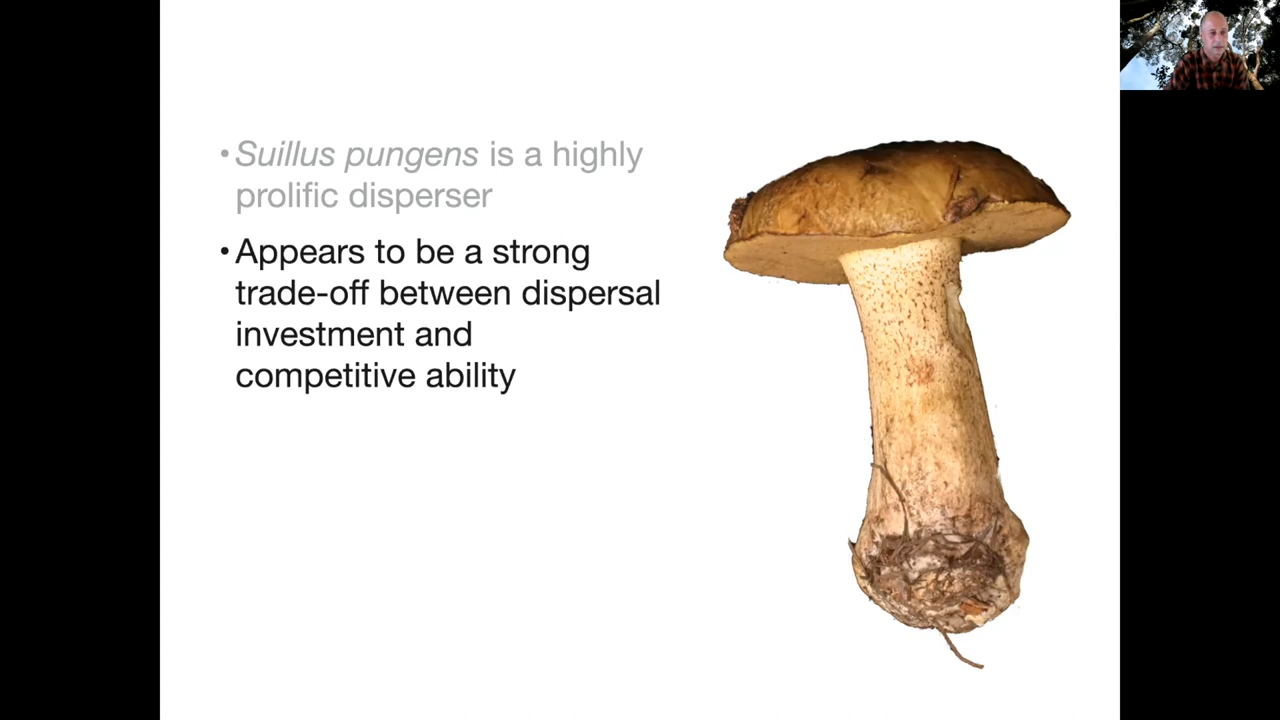 •Suillus pungens is a highly
prolific disperser
•Appears to be a strong
trade-off between dispersal
investment and
competitive ability